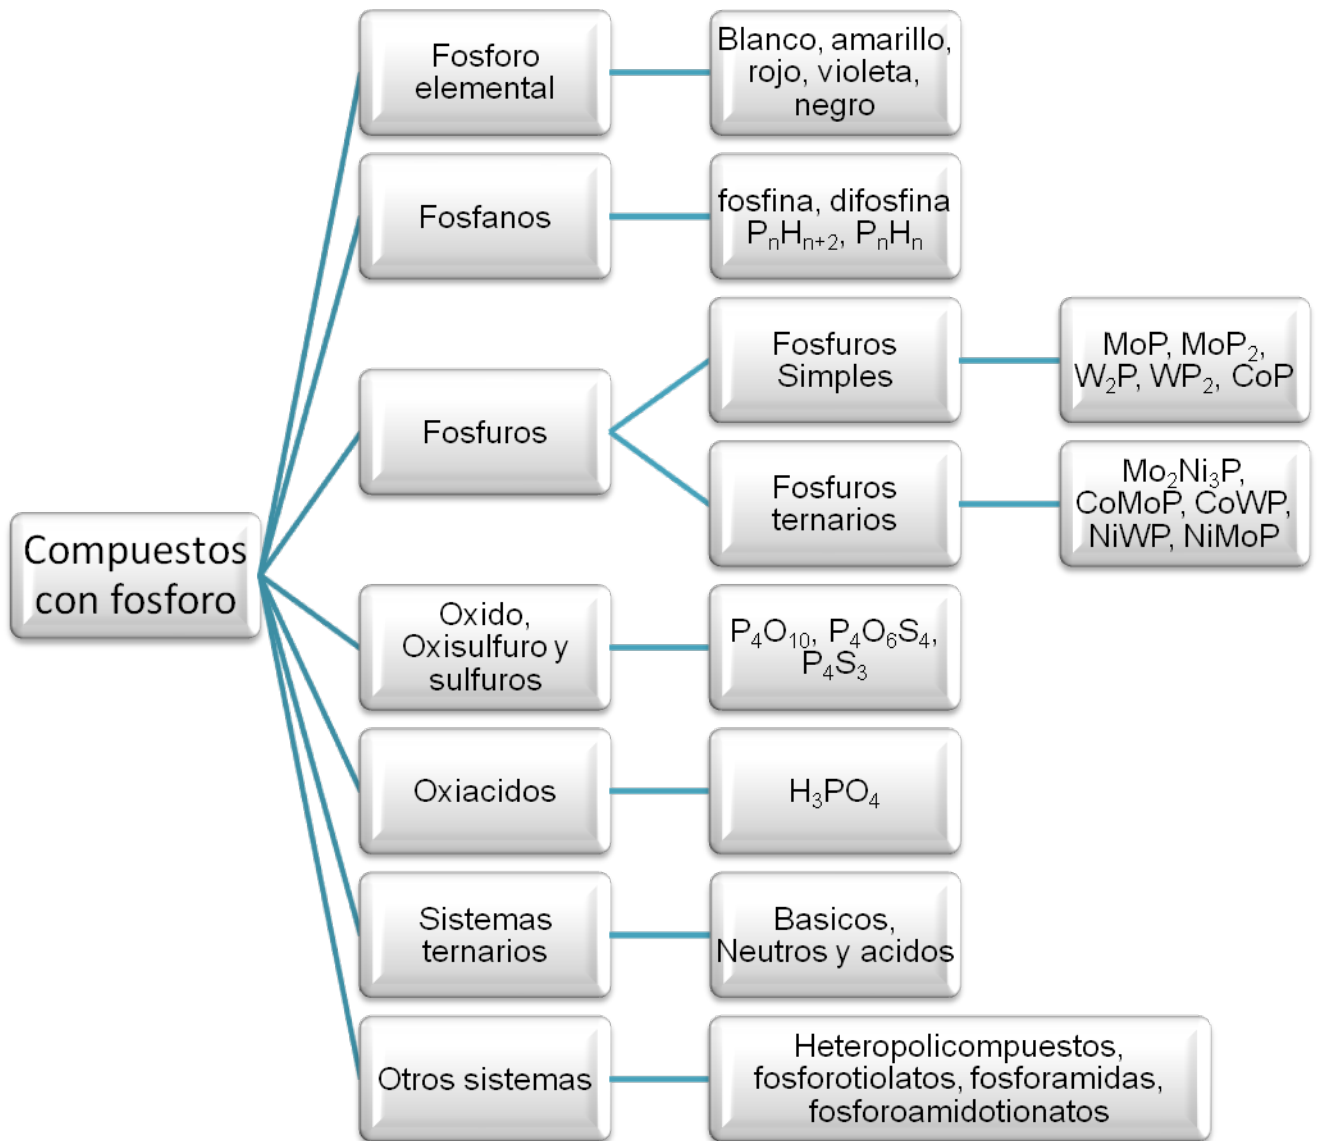 Fosforo
elemental
Blanco, amarillo,
rojo, violeta,
negro
Fosfanos
fosfina, difosfina
PₙHₙ₊₂, PₙHₙ
Fosfuros
Fosfuros
Simples
MoP, MoP₂,
W₂P, WP₂, CoP
Fosfuros
ternarios
Mo₂Ni₃P,
CoMoP, CoWP,
NiWP, NiMoP
Compuestos
con fosforo
Oxido,
Oxisulfuro y
sulfuros
P₄O₁₀, P₄O₆S₄,
P₄S₃
Oxiacidos
H₃PO₄
Sistemas
ternarios
Basicos,
Neutros y acidos
Otros sistemas
Heteropolicompuestos,
fosforotiolatos, fosforamidas,
fosforoamidotionatos